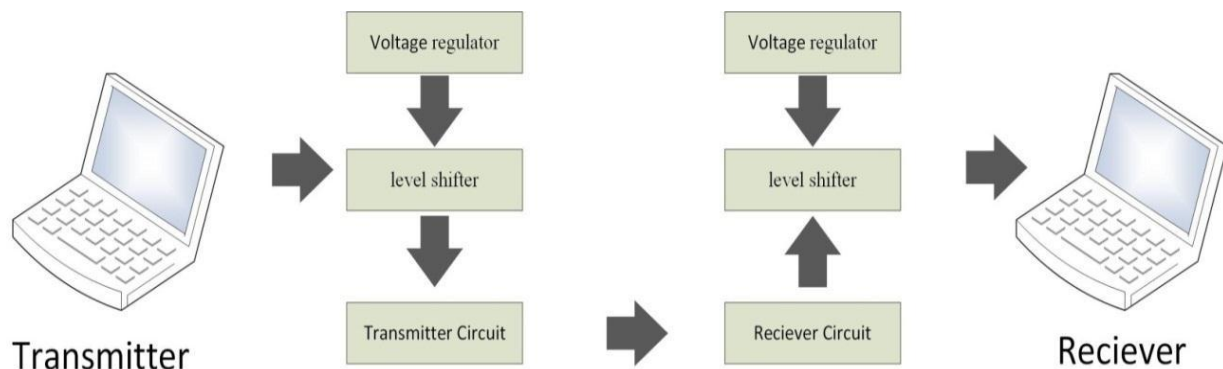 Voltage regulator
Voltage regulator
level shifter
level shifter
Transmitter Circuit
Reciever Circuit
Transmitter
Reciever